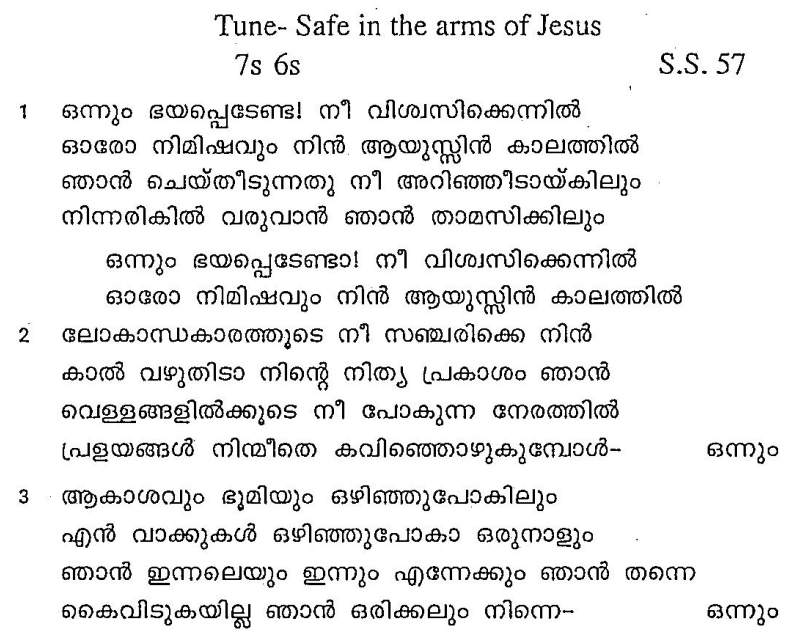 Tune- Safe in the arms of Jesus
7s 6s S.S. 57
1 ഒന്നും ഭയപ്പെടേണ്ട! നീ വിശ്വസിക്കെന്നിൽ
ഓരോ നിമിഷവും നിൻ ആയുസ്സിൻ കാലത്തിൽ
ഞാൻ ചെയ്തീടുന്നതു നീ അറിഞ്ഞീടായ്കിലും
നിന്നരികിൽ വരുവാൻ ഞാൻ താമസിക്കിലും
ഒന്നും ഭയപ്പെടേണ്ടാ! നീ വിശ്വസിക്കെന്നിൽ
ഓരോ നിമിഷവും നിൻ ആയുസ്സിൻ കാലത്തിൽ
2 ലോകാന്ധകാരത്തൂടെ നീ സഞ്ചരിക്കെ നിൻ
കാൽ വഴുതിടാ നിന്റെ നിത്യ പ്രകാശം ഞാൻ
വെള്ളങ്ങളിൽക്കൂടെ നീ പോകുന്ന നേരത്തിൽ
പ്രളയങ്ങൾ നിന്മീതെ കവിഞ്ഞൊഴുകുമ്പോൾ- ഒന്നും
3 ആകാശവും ഭൂമിയും ഒഴിഞ്ഞുപോകിലും
എൻ വാക്കുകൾ ഒഴിഞ്ഞുപോകാ ഒരുനാളും
ഞാൻ ഇന്നലെയും ഇന്നും എന്നേക്കും ഞാൻ തന്നെ
കൈവിടുകയില്ല ഞാൻ ഒരിക്കലും നിന്നെ- ഒന്നും